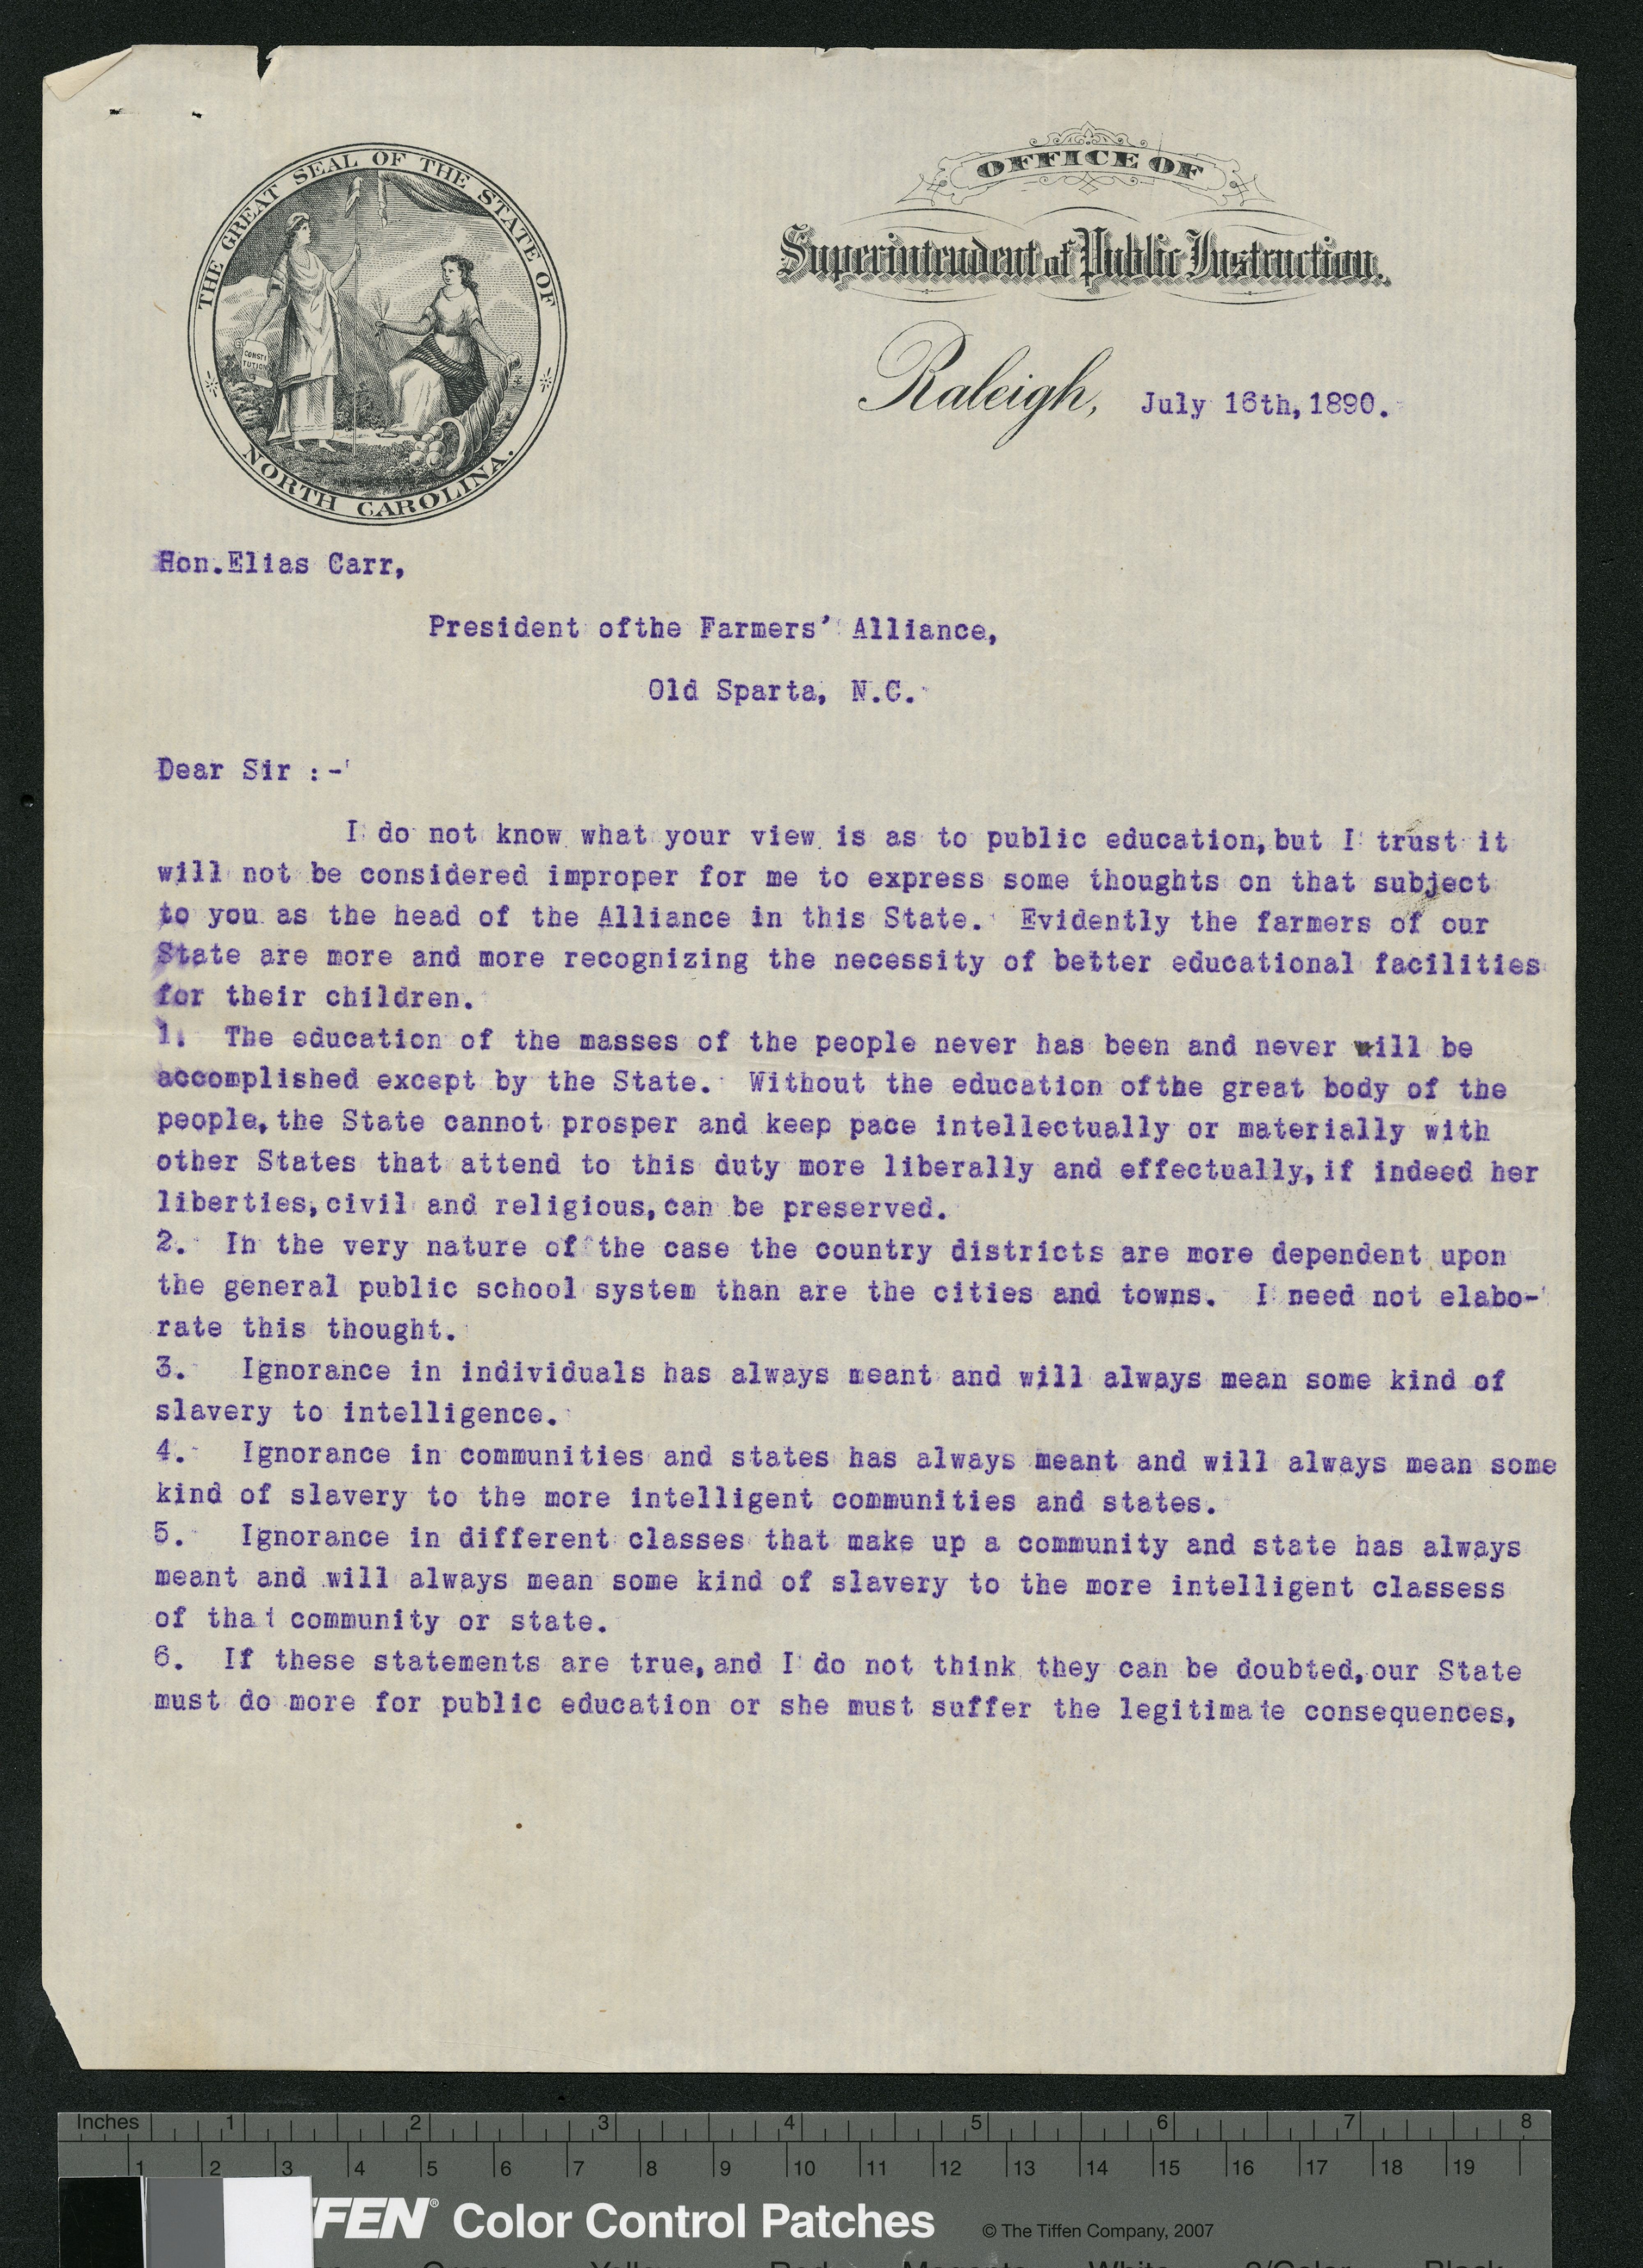 THE GREAT SEAL OF THE STATE OF
NORTH CAROLINA.
CONSTI
TUTION
OFFICE OF
Superintendent of Public Instruction.
Raleigh, July 16th, 1890.
Hon.Elias Carr,
President ofthe Farmers' Alliance,
Old Sparta, N.C.
Dear Sir :-
I do not know what your view is as to public education, but I trust it
will not be considered improper for me to express some thoughts on that subject
to you as the head of the Alliance in this State. Evidently the farmers of our
State are more and more recognizing the necessity of better educational facilities
for their children.
1. The education of the masses of the people never has been and never will be
accomplished except by the State. Without the education ofthe great body of the
people, the State cannot prosper and keep pace intellectually or materially with
other States that attend to this duty more liberally and effectually, if indeed her
liberties, civil and religious, can be preserved.
2. In the very nature of the case the country districts are more dependent upon
the general public school system than are the cities and towns. I need not elabo-
rate this thought.
3. Ignorance in individuals has always meant and will always mean some kind of
slavery to intelligence.
4. Ignorance in communities and states has always meant and will always mean some
kind of slavery to the more intelligent communities and states.
5. Ignorance in different classes that make up a community and state has always
meant and will always mean some kind of slavery to the more intelligent classess
of that community or state.
6. If these statements are true, and I do not think they can be doubted, our State
must do more for public education or she must suffer the legitimate consequences,
Inches 1 2 3 4 5 6 7 8
1 2 3 4 5 6 7 8 9 10 11 12 13 14 15 16 17 18 19
FFEN® Color Control Patches © The Tiffen Company, 2007